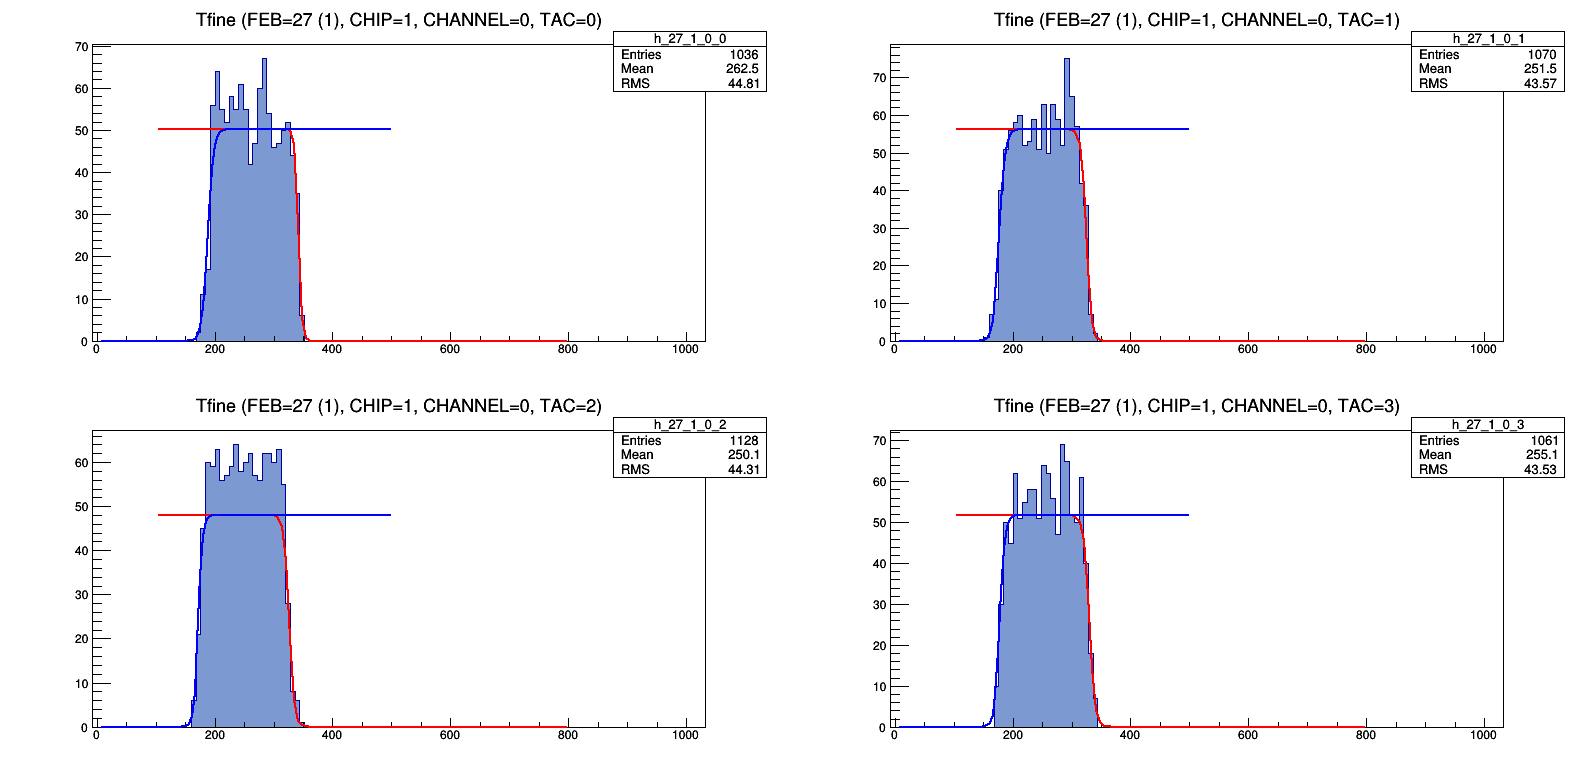 Tfine (FEB=27 (1), CHIP=1, CHANNEL=0, TAC=0)
h_27_1_0_0
Entries 1036
Mean 262.5
RMS 44.81
70
60
50
40
30
20
10
0
0 200 400 600 800 1000
Tfine (FEB=27 (1), CHIP=1, CHANNEL=0, TAC=1)
h_27_1_0_1
Entries 1070
Mean 251.5
RMS 43.57
70
60
50
40
30
20
10
0
0 200 400 600 800 1000
Tfine (FEB=27 (1), CHIP=1, CHANNEL=0, TAC=2)
h_27_1_0_2
Entries 1128
Mean 250.1
RMS 44.31
60
50
40
30
20
10
0
0 200 400 600 800 1000
Tfine (FEB=27 (1), CHIP=1, CHANNEL=0, TAC=3)
h_27_1_0_3
Entries 1061
Mean 255.1
RMS 43.53
70
60
50
40
30
20
10
0
0 200 400 600 800 1000